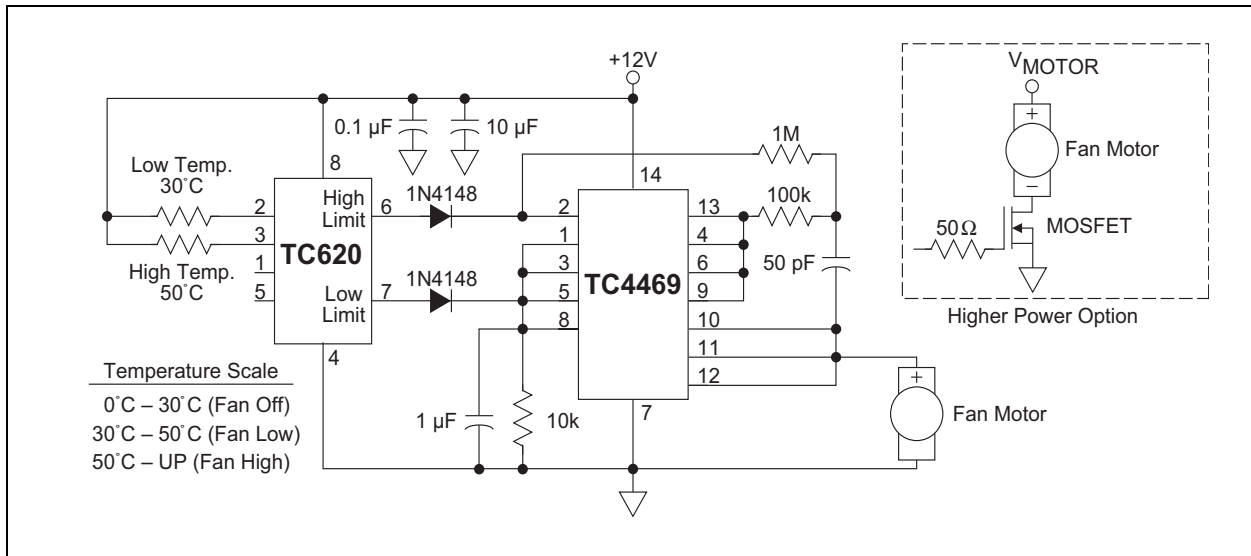 +12V
0.1 µF
10 µF
1M
Low Temp.
30°C
8
14
High
Limit
6
1N4148
2
3
TC620
High Temp.
50°C
1
5
Low
Limit
7
1N4148
4
2
1
3
5
8
TC4469
13
4
6
9
10
11
12
100k
50 pF
7
1 µF
10k
+
Fan Motor
VMOTOR
+
Fan Motor
–
50Ω
MOSFET
Higher Power Option
Temperature Scale
0°C – 30°C (Fan Off)
30°C – 50°C (Fan Low)
50°C – UP (Fan High)